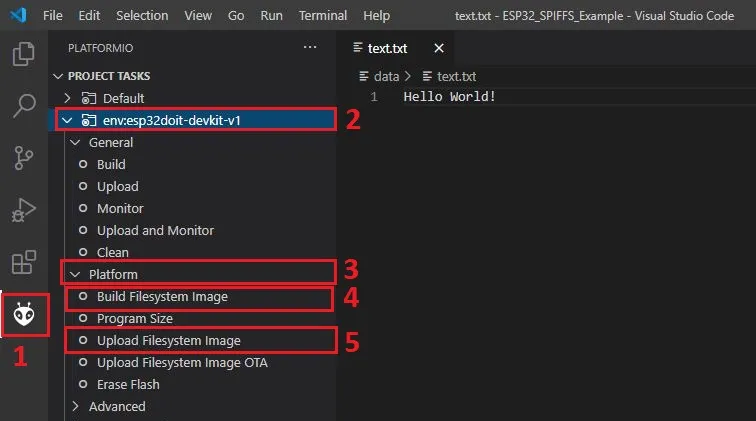 File Edit Selection View Go Run Terminal Help text.txt - ESP32_SPIFFS_Example - Visual Studio Code
PLATFORMIO ··· text.txt
PROJECT TASKS data > text.txt
Default 1 Hello World!
env:esp32doit-devkit-v1 2
General
Build
Upload
Monitor
Upload and Monitor
Clean
Platform 3
Build Filesystem Image 4
Program Size
Upload Filesystem Image 5
1
Upload Filesystem Image OTA
Erase Flash
Advanced